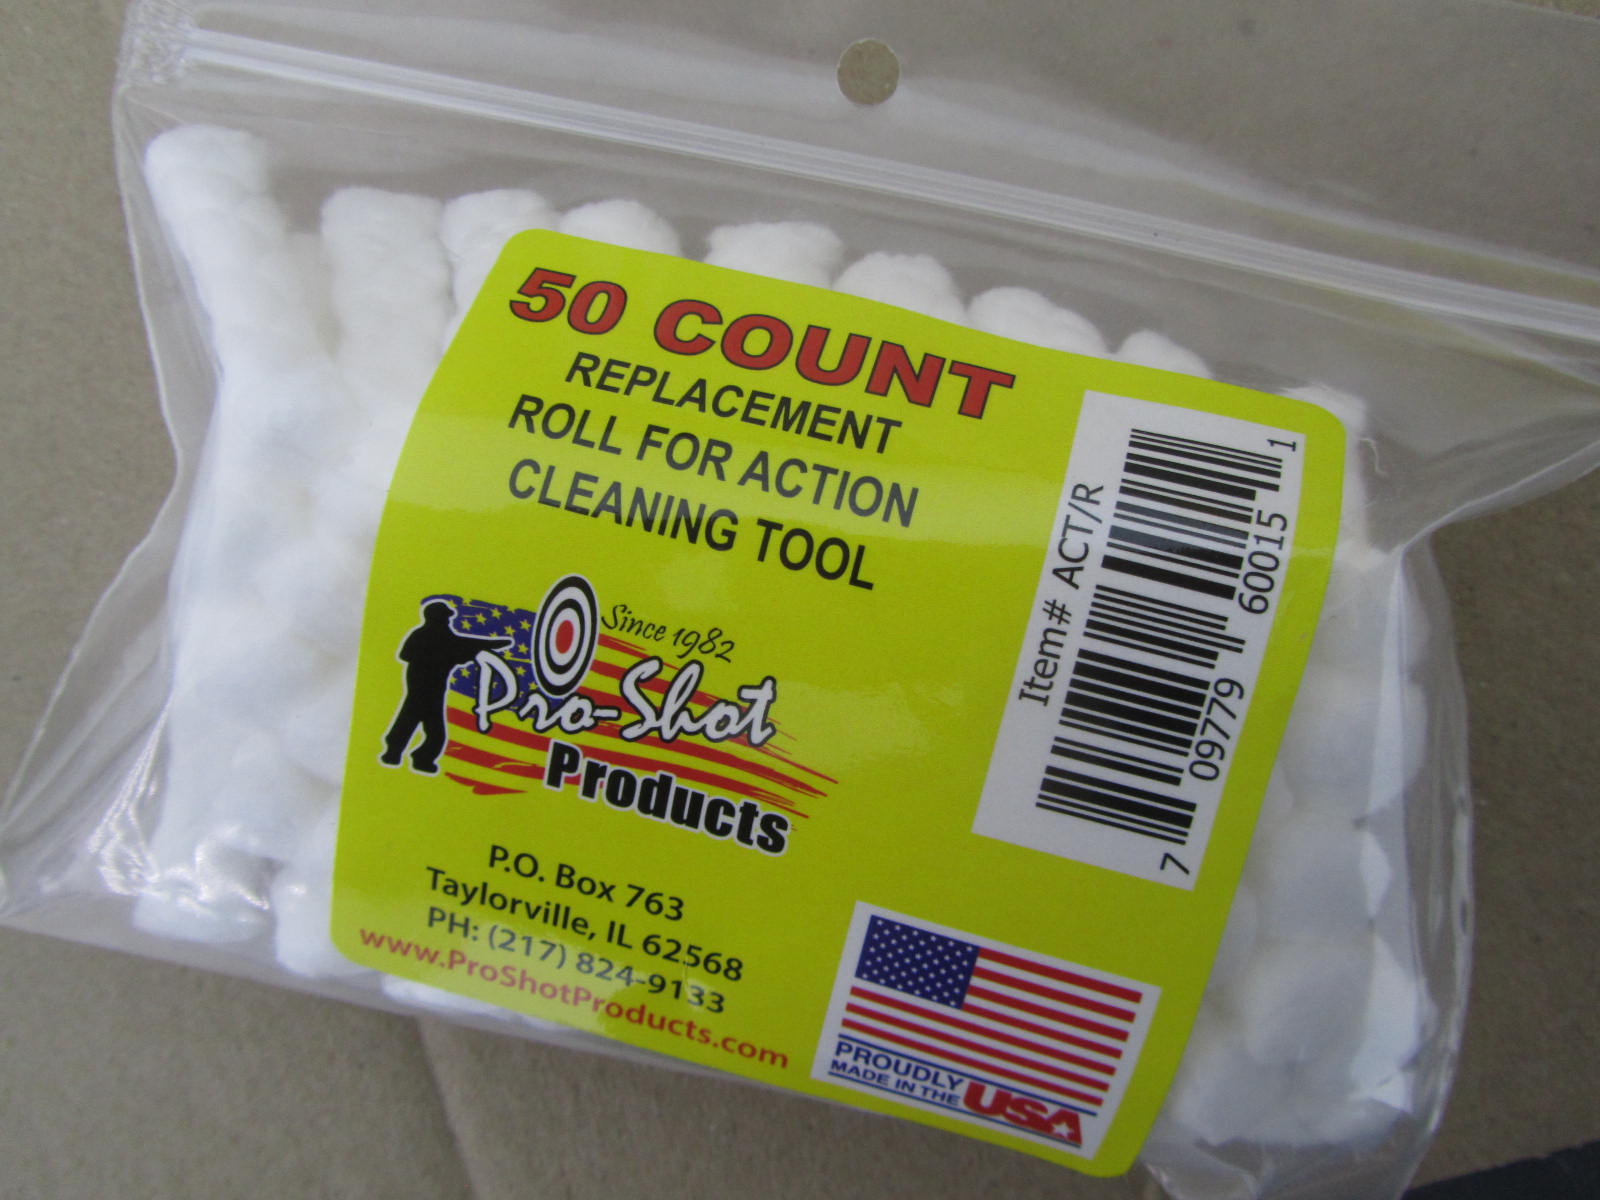 50 COUNT
REPLACEMENT
ROLL FOR ACTION
CLEANING TOOL
Since 1982
Pro-Shot
Products
P.O. Box 763
Taylorville, IL 62568
PH: (217) 824-9133
www.ProShotProducts.com
Item# ACT/R
7 09779 60015 1
PROUDLY
MADE IN THE
USA